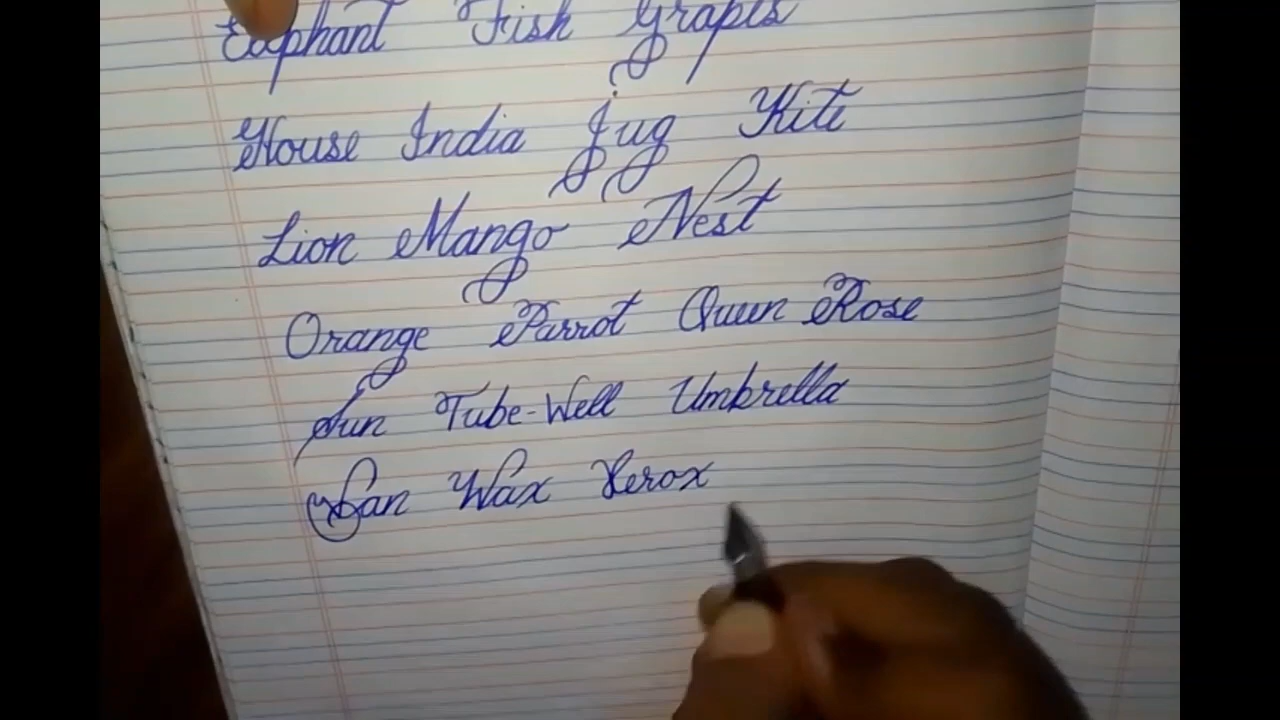 Elephant Fish Grapes
House India Jug Kite
Lion Mango Nest
Orange Parrot Queen Rose
Sun Tube-Well Umbrella
Van Wax Xerox